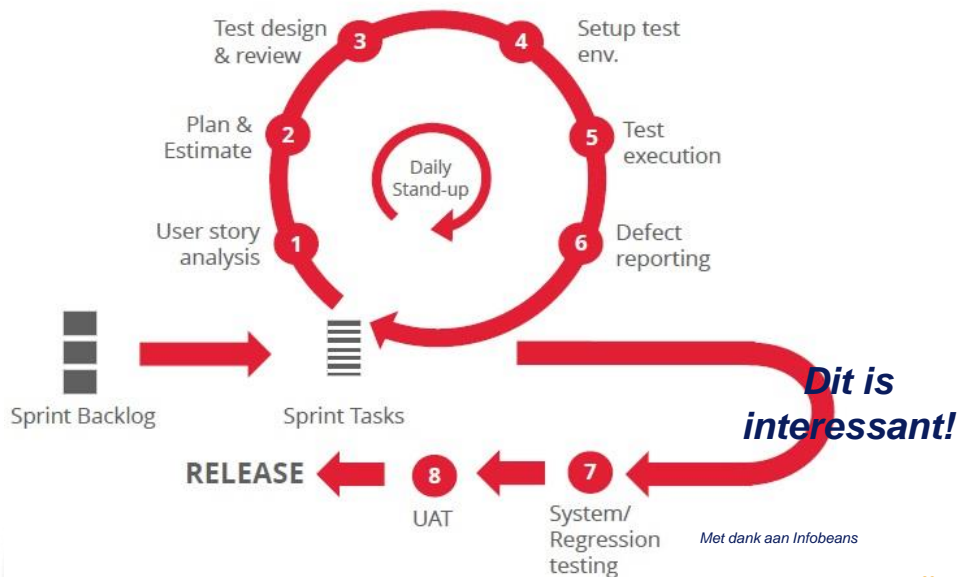 Test design
& review
3
4
Setup test
env.
Plan &
Estimate
2
5
Test
execution
Daily
Stand-up
User story
analysis
1
6
Defect
reporting
Sprint Backlog
Sprint Tasks
Dit is
interessant!
RELEASE
8
UAT
7
System/
Regression
testing
Met dank aan Infobeans